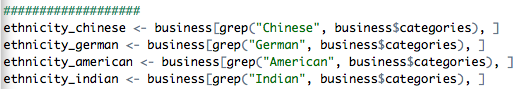 ###################
ethnicity_chinese <- business[grep("Chinese", business$categories), ]
ethnicity_german <- business[grep("German", business$categories), ]
ethnicity_american <- business[grep("American", business$categories), ]
ethnicity_indian <- business[grep("Indian", business$categories), ]